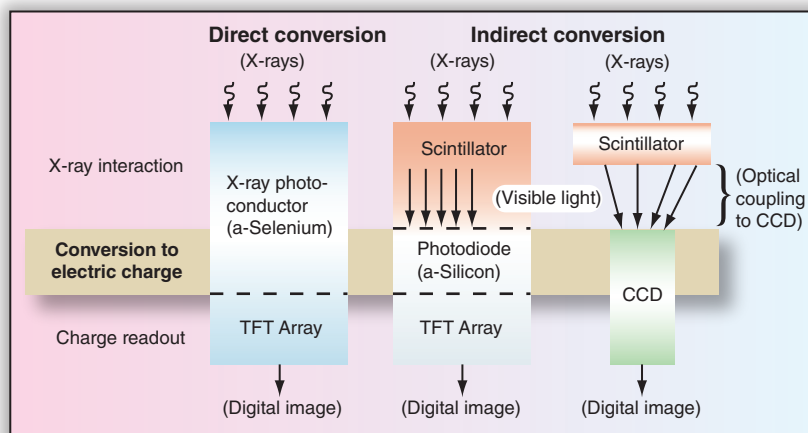 Direct conversion
Indirect conversion
(X-rays)
(X-rays)
(X-rays)
X-ray interaction
X-ray photo-
conductor
(a-Selenium)
Scintillator
Scintillator
(Visible light)
(Optical
coupling
to CCD)
Conversion to
electric charge
Photodiode
(a-Silicon)
CCD
Charge readout
TFT Array
TFT Array
(Digital image)
(Digital image)
(Digital image)